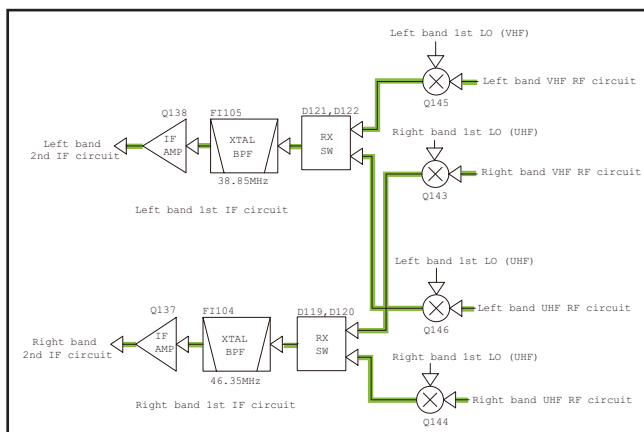 Left band 1st LO (VHF)
Left band VHF RF circuit
Q145
Q138
FI105
D121,D122
IF
AMP
XTAL
BPF
RX
SW
Left band
2nd IF circuit
38.85MHz
Left band 1st IF circuit
Right band 1st LO (UHF)
Right band VHF RF circuit
Q143
Left band 1st LO (UHF)
Left band UHF RF circuit
Q146
Q137
FI104
D119,D120
IF
AMP
XTAL
BPF
RX
SW
Right band
2nd IF circuit
46.35MHz
Right band 1st IF circuit
Right band 1st LO (UHF)
Right band UHF RF circuit
Q144